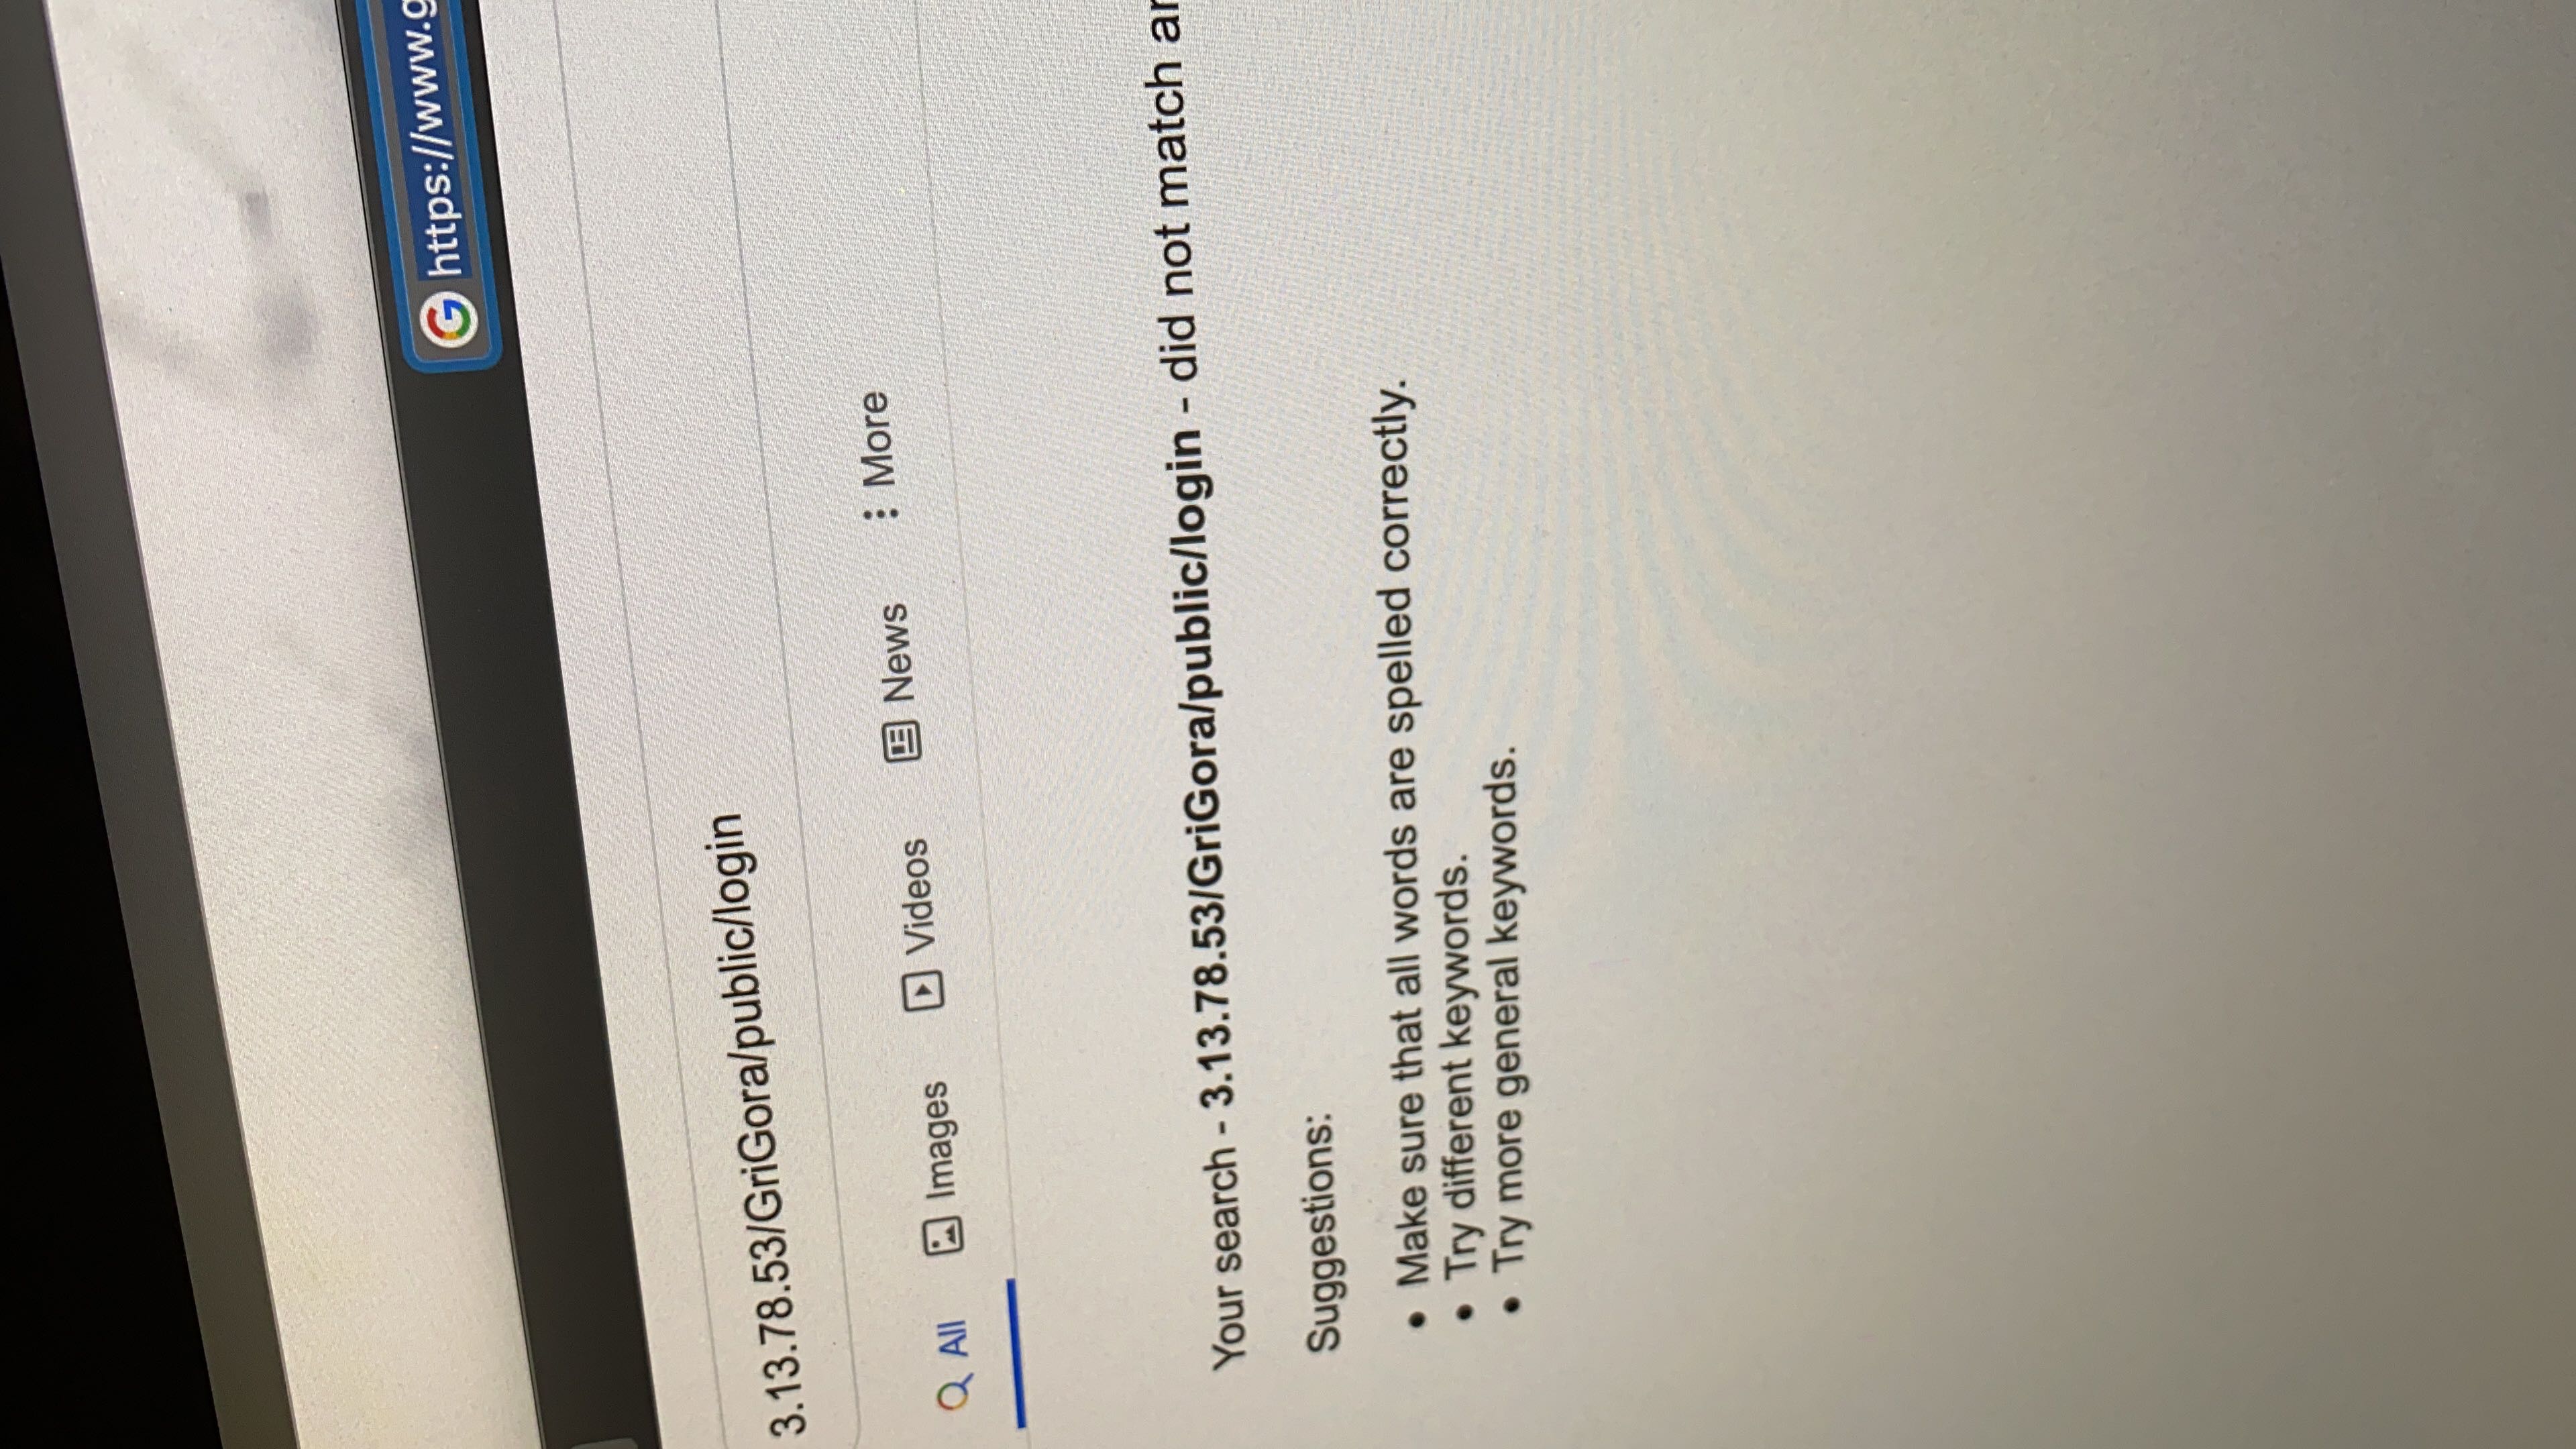 https://www.g
3.13.78.53/GriGora/public/login
All Images Videos News More
Your search - 3.13.78.53/GriGora/public/login - did not match
Suggestions:
• Make sure that all words are spelled correctly.
• Try different keywords.
• Try more general keywords.